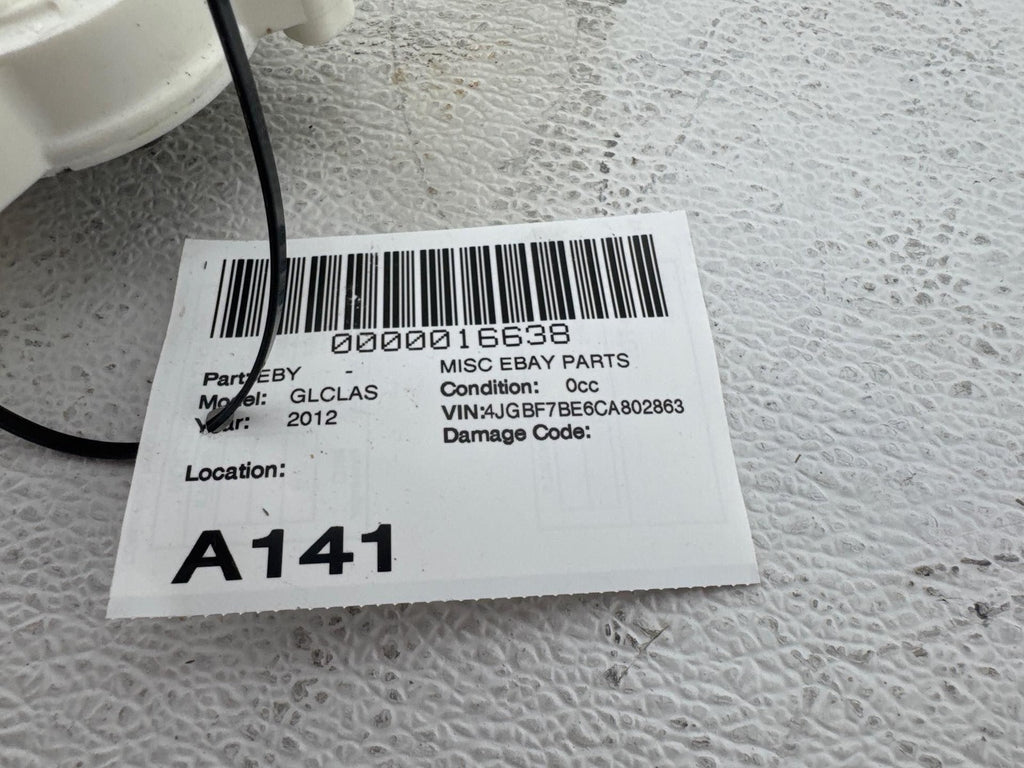 0000016638
Part: EBY -
MISC EBAY PARTS
Model: GLCLAS
Condition: 0cc
Year: 2012
VIN:4JGBF7BE6CA802863
Damage Code:
Location:
A141